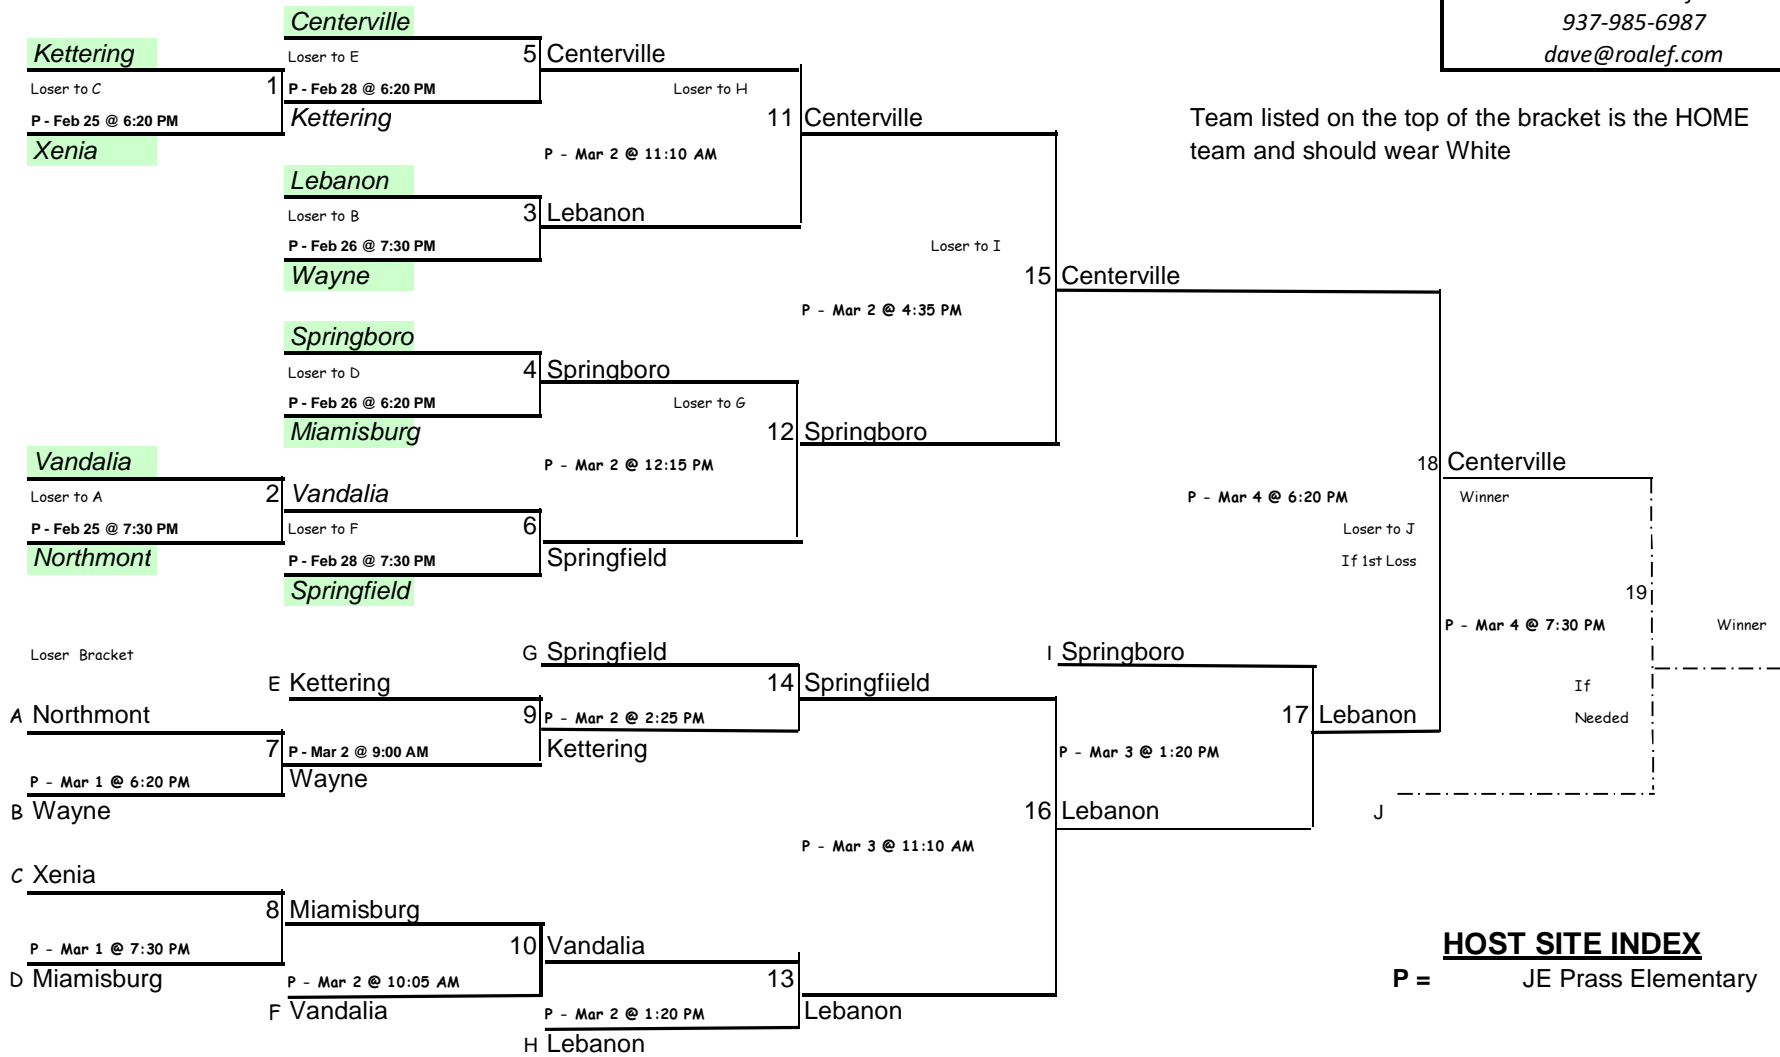 937-985-6987
dave@roalef.com
Team listed on the top of the bracket is the HOME
team and should wear White
Centerville
Kettering
Loser to E
5 Centerville
Loser to C
1
P - Feb 28 @ 6:20 PM
Loser to H
P - Feb 25 @ 6:20 PM
Kettering
11 Centerville
Xenia
P - Mar 2 @ 11:10 AM
Lebanon
Loser to B
3 Lebanon
P - Feb 26 @ 7:30 PM
Loser to I
Wayne
15 Centerville
P - Mar 2 @ 4:35 PM
Springboro
Loser to D
4 Springboro
P - Feb 26 @ 6:20 PM
Loser to G
Miamisburg
12 Springboro
Vandalia
P - Mar 2 @ 12:15 PM
18 Centerville
Loser to A
2 Vandalia
P - Mar 4 @ 6:20 PM
Winner
P - Feb 25 @ 7:30 PM
Loser to F
6
Loser to J
Northmont
P - Feb 28 @ 7:30 PM
Springfield
If 1st Loss
Springfield
19
P - Mar 4 @ 7:30 PM
Winner
Loser Bracket
G Springfield
I Springboro
E Kettering
14 Springfiield
If
A Northmont
9 P - Mar 2 @ 2:25 PM
17 Lebanon
Needed
7 P - Mar 2 @ 9:00 AM
Kettering
P - Mar 3 @ 1:20 PM
P - Mar 1 @ 6:20 PM
Wayne
B Wayne
16 Lebanon
J
P - Mar 3 @ 11:10 AM
C Xenia
8 Miamisburg
P - Mar 1 @ 7:30 PM
10 Vandalia
HOST SITE INDEX
D Miamisburg
P - Mar 2 @ 10:05 AM
13
P = JE Prass Elementary
F Vandalia
P - Mar 2 @ 1:20 PM
Lebanon
H Lebanon